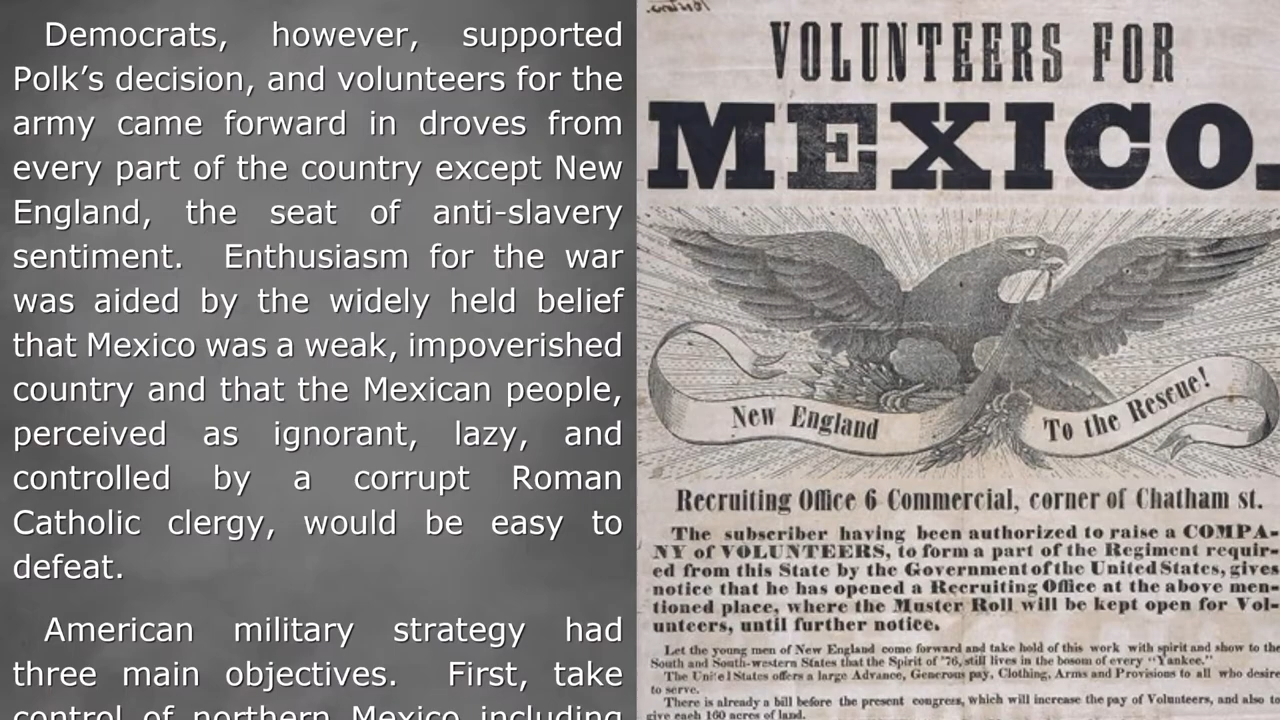 Democrats, however, supported
Polk’s decision, and volunteers for the
army came forward in droves from
every part of the country except New
England, the seat of anti-slavery
sentiment. Enthusiasm for the war
was aided by the widely held belief
that Mexico was a weak, impoverished
country and that the Mexican people,
perceived as ignorant, lazy, and
controlled by a corrupt Roman
Catholic clergy, would be easy to
defeat.
American military strategy had
three main objectives. First, take
control of northern Mexico including
VOLUNTEERS FOR
MEXICO.
New England
To the Rescue!
Recruiting Office 6 Commercial, corner of Chatham st.
The subscriber having been authorized to raise a COMPA-
NY of VOLUNTEERS, to form a part of the Regiment requir-
ed from this State by the Government of the United States, gives
notice that he has opened a Recruiting Office at the above men-
tioned place, where the Muster Roll will be kept open for Vol-
unteers, until further notice.
Let the young men of New England come forward and take hold of this work with spirit and show to the
South and South-western States that the Spirit of '76, still lives in the bosom of every "Yankee."
The United States offers a large Advance, Generous pay, Clothing, Arms and Provisions to all who desire
to serve.
There is already a bill before the present congress, which will increase the pay of Volunteers, and also to
give each 160 acres of land.